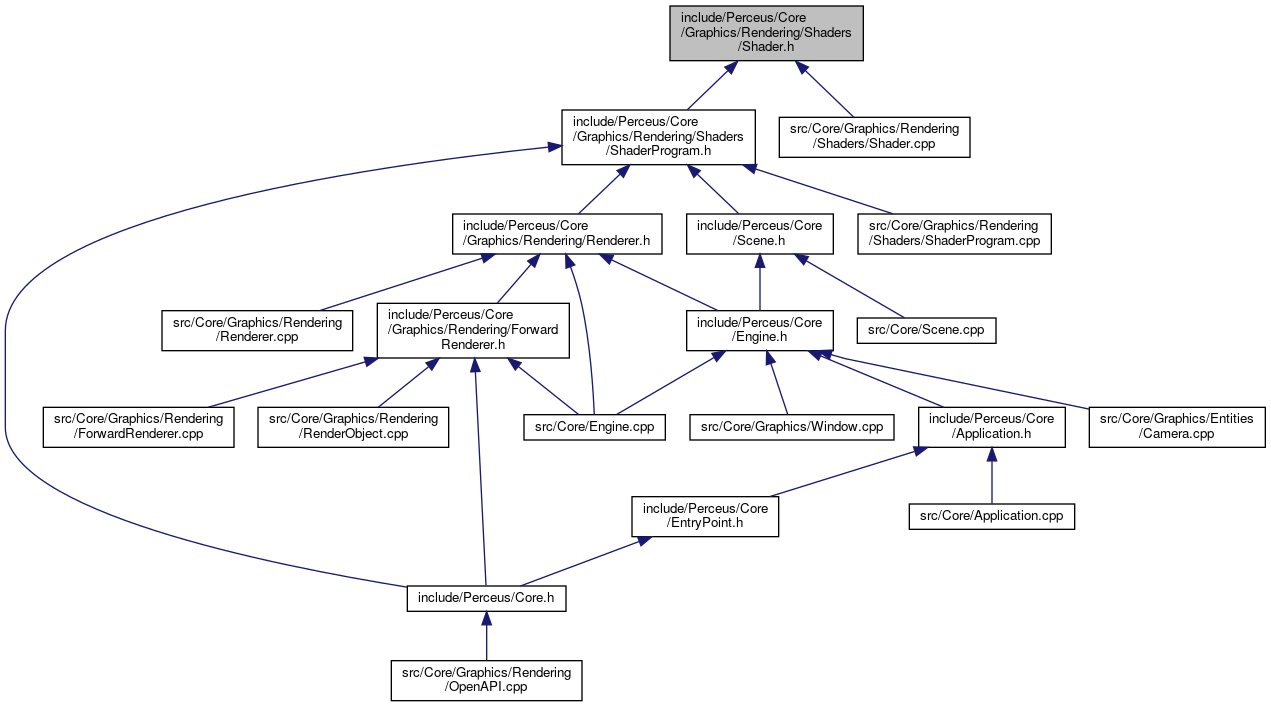 include/Perceus/Core
/Graphics/Rendering/Shaders
/Shader.h
include/Perceus/Core
/Graphics/Rendering/Shaders
/ShaderProgram.h
src/Core/Graphics/Rendering
/Shaders/Shader.cpp
include/Perceus/Core
/Graphics/Rendering/Renderer.h
include/Perceus/Core
/Scene.h
src/Core/Graphics/Rendering
/Shaders/ShaderProgram.cpp
src/Core/Graphics/Rendering
/Renderer.cpp
include/Perceus/Core
/Graphics/Rendering/Forward
Renderer.h
include/Perceus/Core
/Engine.h
src/Core/Scene.cpp
src/Core/Graphics/Rendering
/ForwardRenderer.cpp
src/Core/Graphics/Rendering
/RenderObject.cpp
src/Core/Engine.cpp
src/Core/Graphics/Window.cpp
include/Perceus/Core
/Application.h
src/Core/Graphics/Entities
/Camera.cpp
include/Perceus/Core
/EntryPoint.h
src/Core/Application.cpp
include/Perceus/Core.h
src/Core/Graphics/Rendering
/OpenAPI.cpp